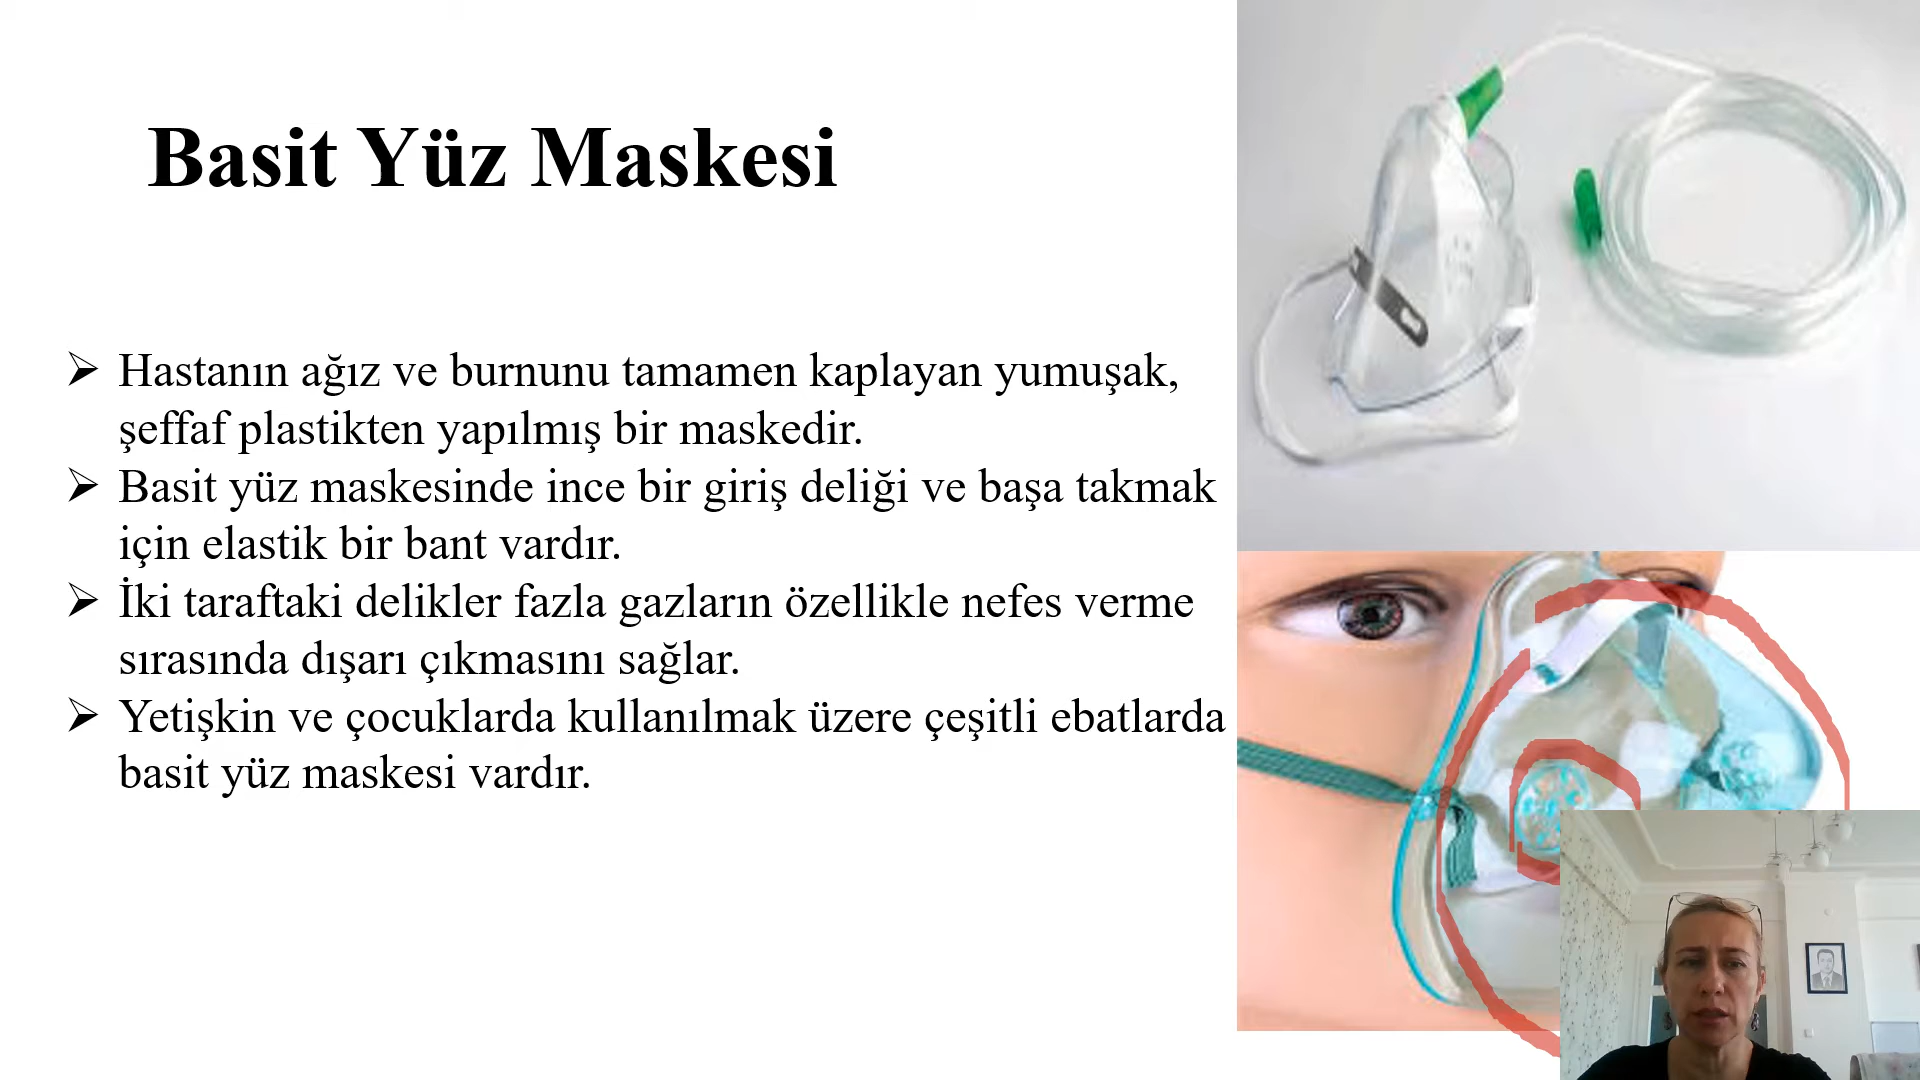 Basit Yüz Maskesi
➢ Hastanın ağız ve burnunu tamamen kaplayan yumuşak,
şeffaf plastikten yapılmış bir maskedir.
➢ Basit yüz maskesinde ince bir giriş deliği ve başa takmak
için elastik bir bant vardır.
➢ İki taraftaki delikler fazla gazların özellikle nefes verme
sırasında dışarı çıkmasını sağlar.
➢ Yetişkin ve çocuklarda kullanılmak üzere çeşitli ebatlarda
basit yüz maskesi vardır.